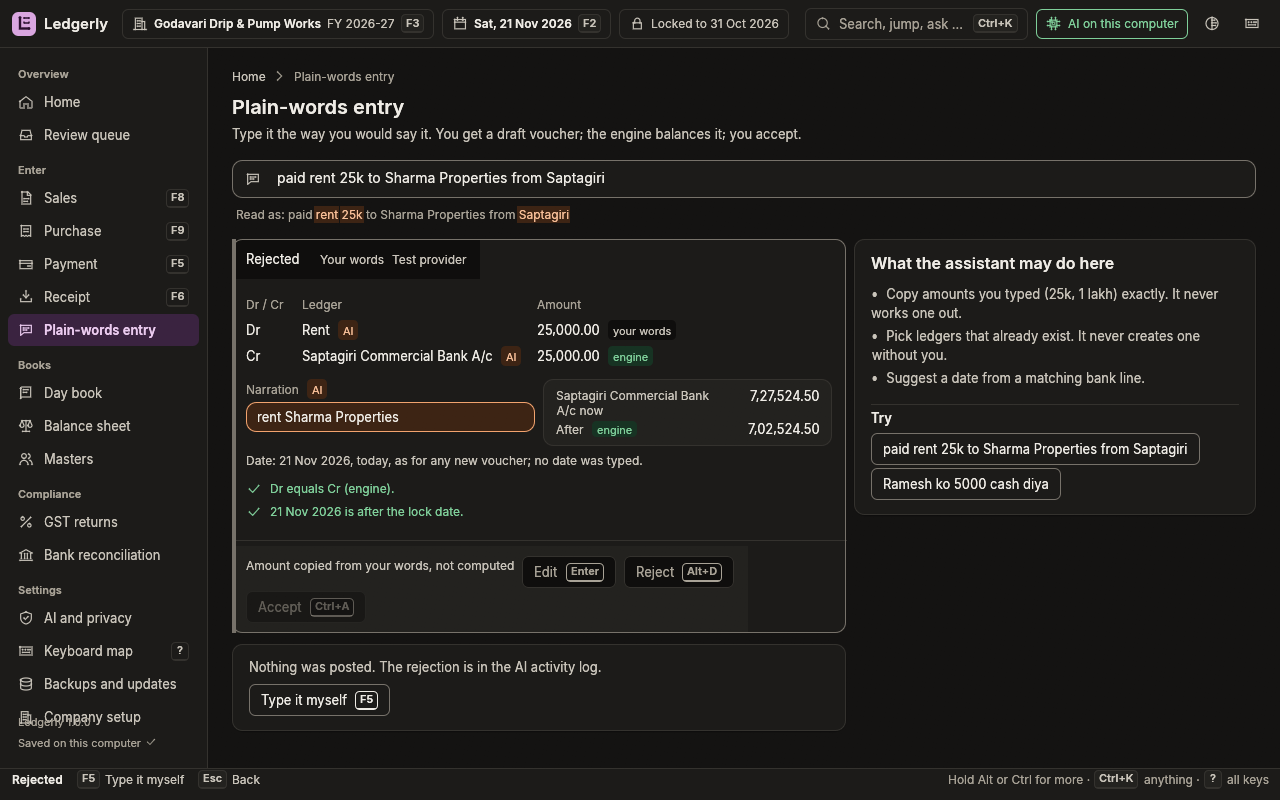 Ledgerly
Godavari Drip & Pump Works FY 2026-27 F3
Sat, 21 Nov 2026 F2
Locked to 31 Oct 2026
Search, jump, ask ... Ctrl+K
AI on this computer
Overview
Home
Review queue
Enter
Sales F8
Purchase F9
Payment F5
Receipt F6
Plain-words entry
Books
Day book
Balance sheet
Masters
Compliance
GST returns
Bank reconciliation
Settings
AI and privacy
Keyboard map ?
Backups and updates
Company setup
Ledgerly 1.0.0
Saved on this computer
Home > Plain-words entry
Plain-words entry
Type it the way you would say it. You get a draft voucher; the engine balances it; you accept.
paid rent 25k to Sharma Properties from Saptagiri
Read as: paid rent 25k to Sharma Properties from Saptagiri
Rejected Your words Test provider
Dr / Cr Ledger Amount
Dr Rent AI 25,000.00 your words
Cr Saptagiri Commercial Bank A/c AI 25,000.00 engine
Narration AI
rent Sharma Properties
Saptagiri Commercial Bank A/c now 7,27,524.50
After engine 7,02,524.50
Date: 21 Nov 2026, today, as for any new voucher; no date was typed.
Dr equals Cr (engine).
21 Nov 2026 is after the lock date.
Amount copied from your words, not computed
Edit Enter
Reject Alt+D
Accept Ctrl+A
Nothing was posted. The rejection is in the AI activity log.
Type it myself F5
What the assistant may do here
• Copy amounts you typed (25k, 1 lakh) exactly. It never
works one out.
• Pick ledgers that already exist. It never creates one
without you.
• Suggest a date from a matching bank line.
Try
paid rent 25k to Sharma Properties from Saptagiri
Ramesh ko 5000 cash diya
Rejected F5 Type it myself Esc Back
Hold Alt or Ctrl for more · Ctrl+K anything · ? all keys